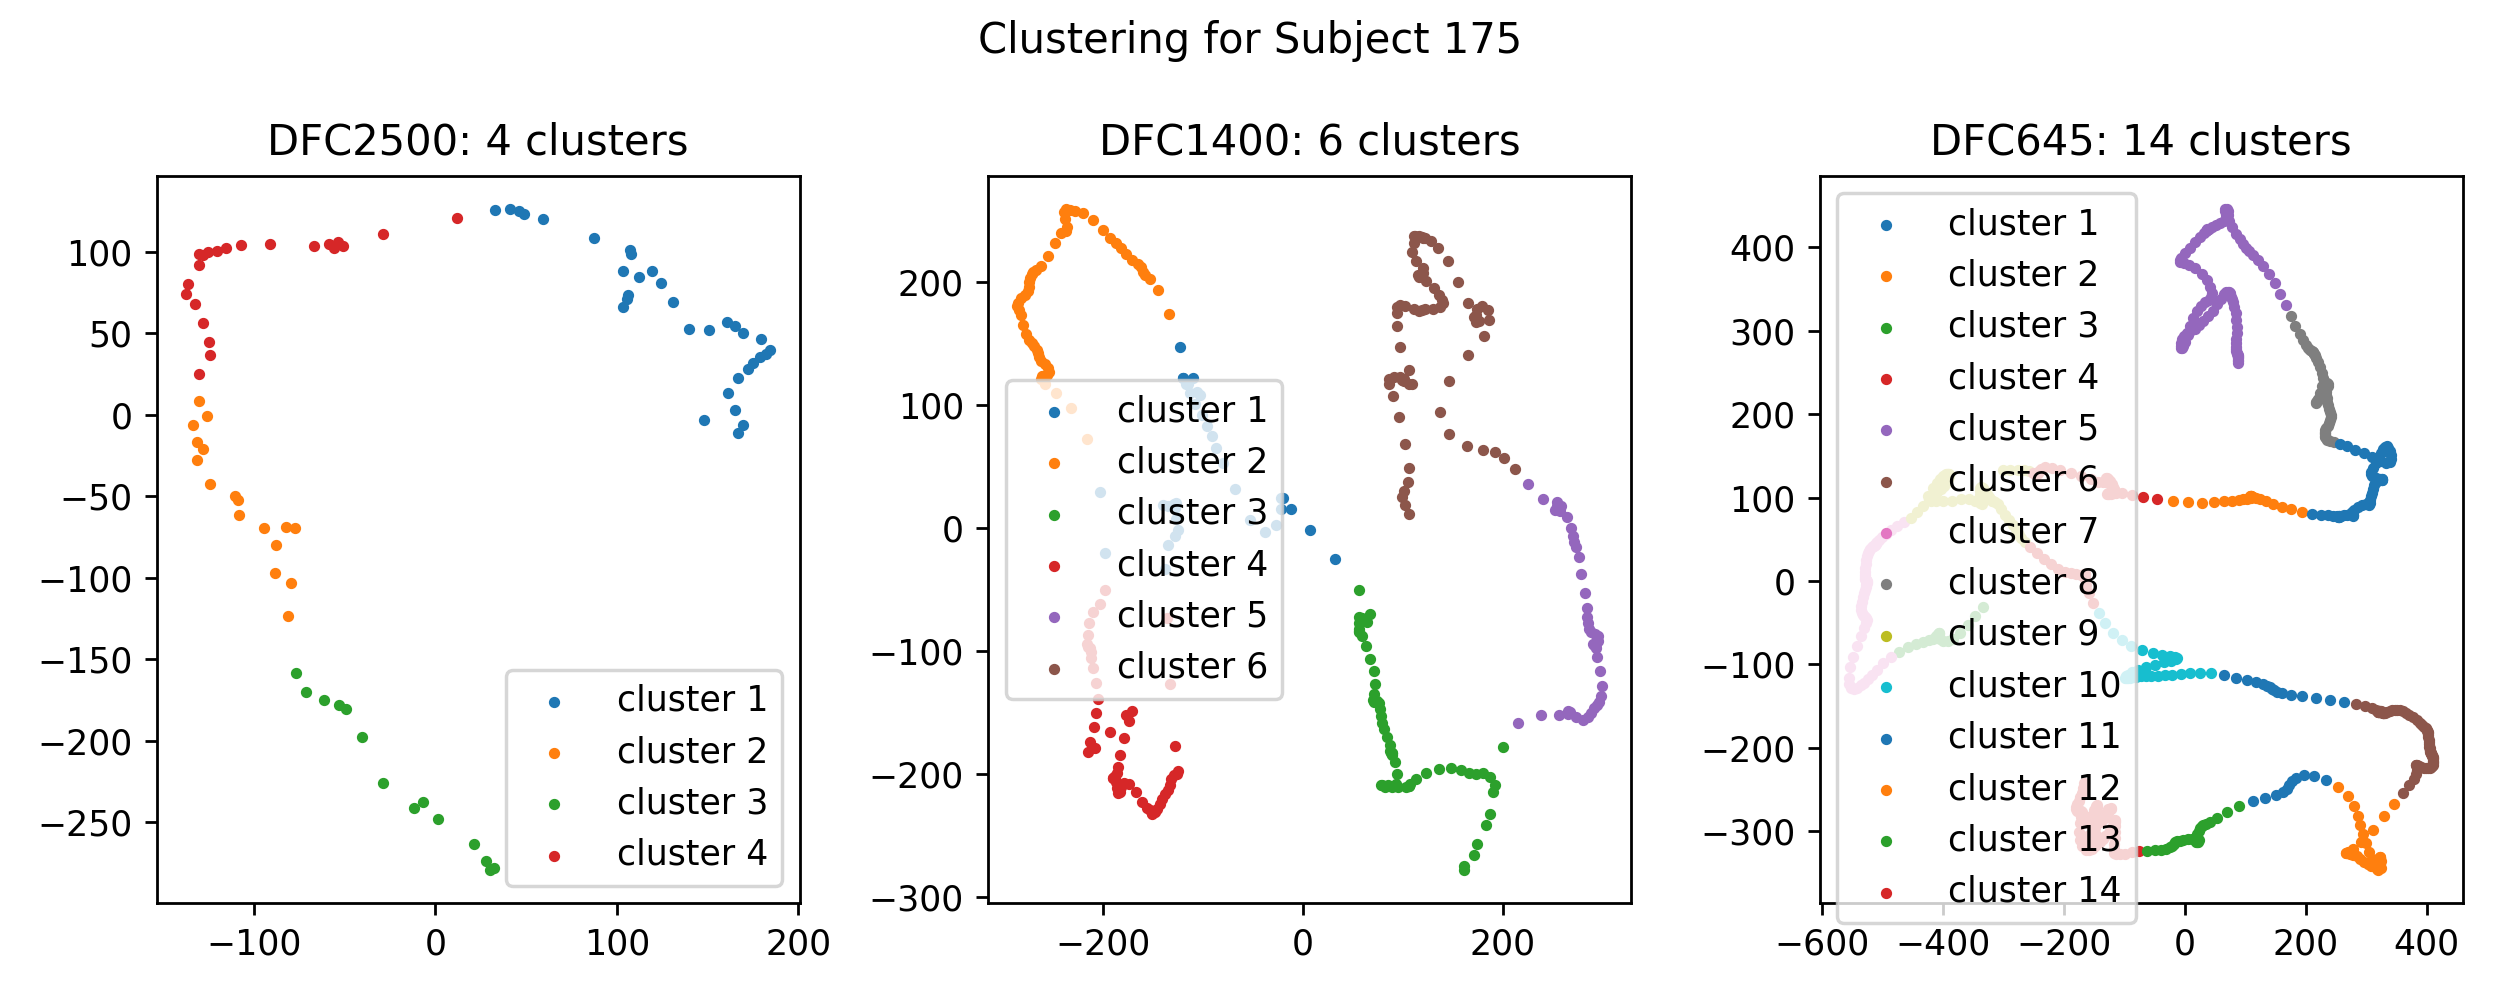 Clustering for Subject 175
DFC2500: 4 clusters
100
50
0
−50
−100
−150
−200
−250
−100
0
100
200
cluster 1
cluster 2
cluster 3
cluster 4
DFC1400: 6 clusters
200
100
0
−100
−200
−300
−200
0
200
cluster 1
cluster 2
cluster 3
cluster 4
cluster 5
cluster 6
DFC645: 14 clusters
400
300
200
100
0
−100
−200
−300
−600
−400
−200
0
200
400
cluster 1
cluster 2
cluster 3
cluster 4
cluster 5
cluster 6
cluster 7
cluster 8
cluster 9
cluster 10
cluster 11
cluster 12
cluster 13
cluster 14